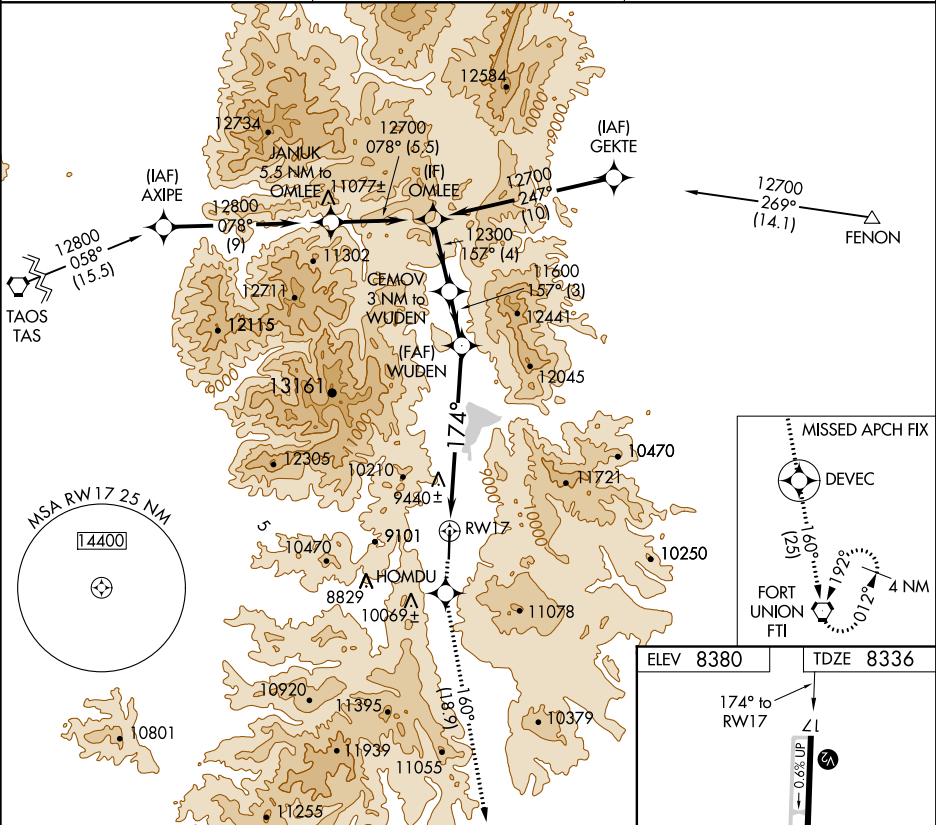 12584
12734
12700
078° (5.5)
(IAF)
GEKTE
JANUK
5.5 NM to
OMLEE
11077±
(IF)
OMLEE
12700
247°
(10)
12700
269°
(14.1)
FENON
(IAF)
AXIPE
12800
078°
(9)
12800
058°
(15.5)
TAOS
TAS
11302
12300
157° (4)
12711
CEMOV
3 NM to
WUDEN
11600
157° (3)
12441
12115
(FAF)
WUDEN
12045
9000
13161
174°
12305
10210
9440±
10470
11721
10000
MSA RW17 25 NM
14400
5
9101
RW17
10470
10250
HOMDU
8829
10069±
11078
MISSED APCH FIX
DEVEC
160°
(25)
192°
4 NM
012°
FORT
UNION
FTI
10920
11395
160°
(18.9)
10379
10801
11939
11055
11255
ELEV 8380
TDZE 8336
174° to
RW17
17
0.6% UP
V2